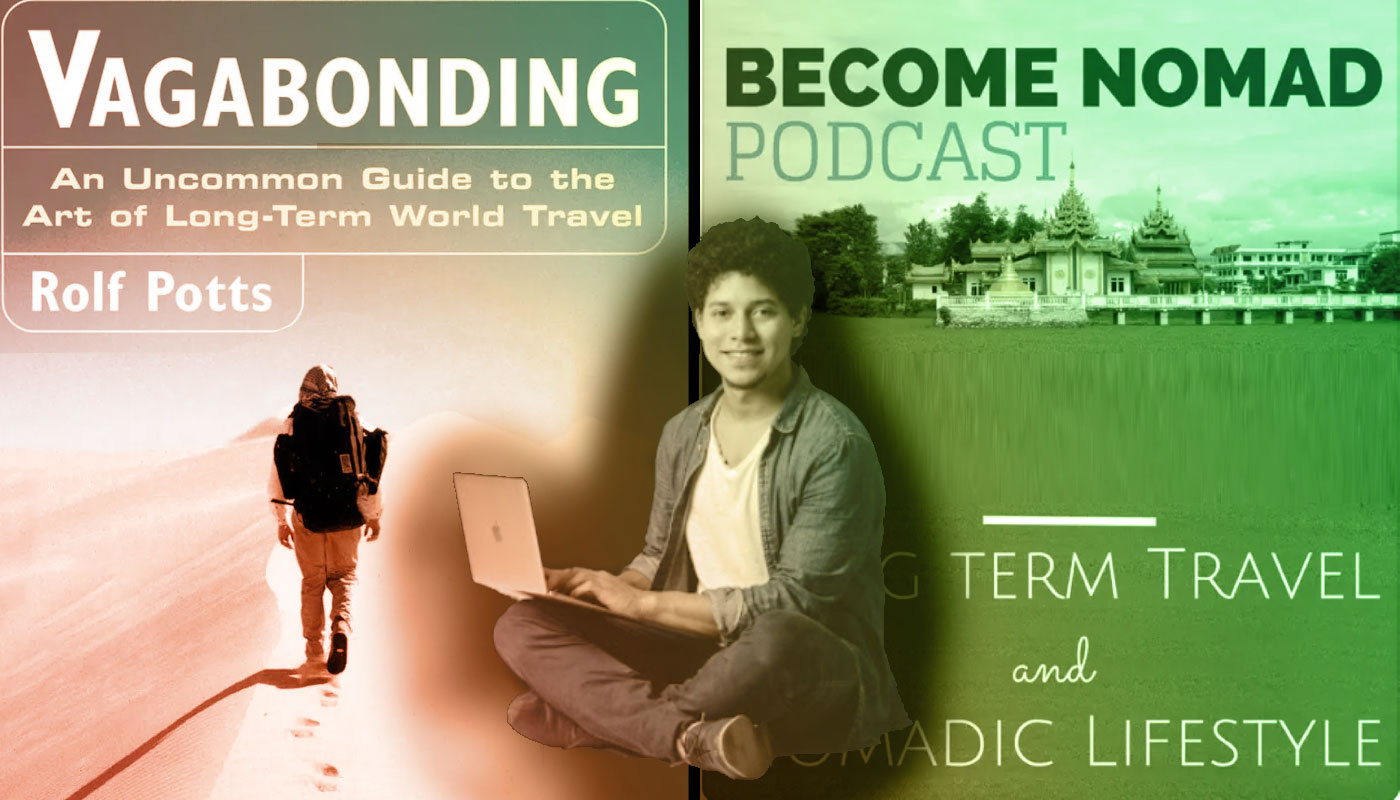 VAGABONDING
An Uncommon Guide to the
Art of Long-Term World Travel
Rolf Potts
BECOME NOMAD
PODCAST
TERM TRAVEL
and
LIFESTYLE